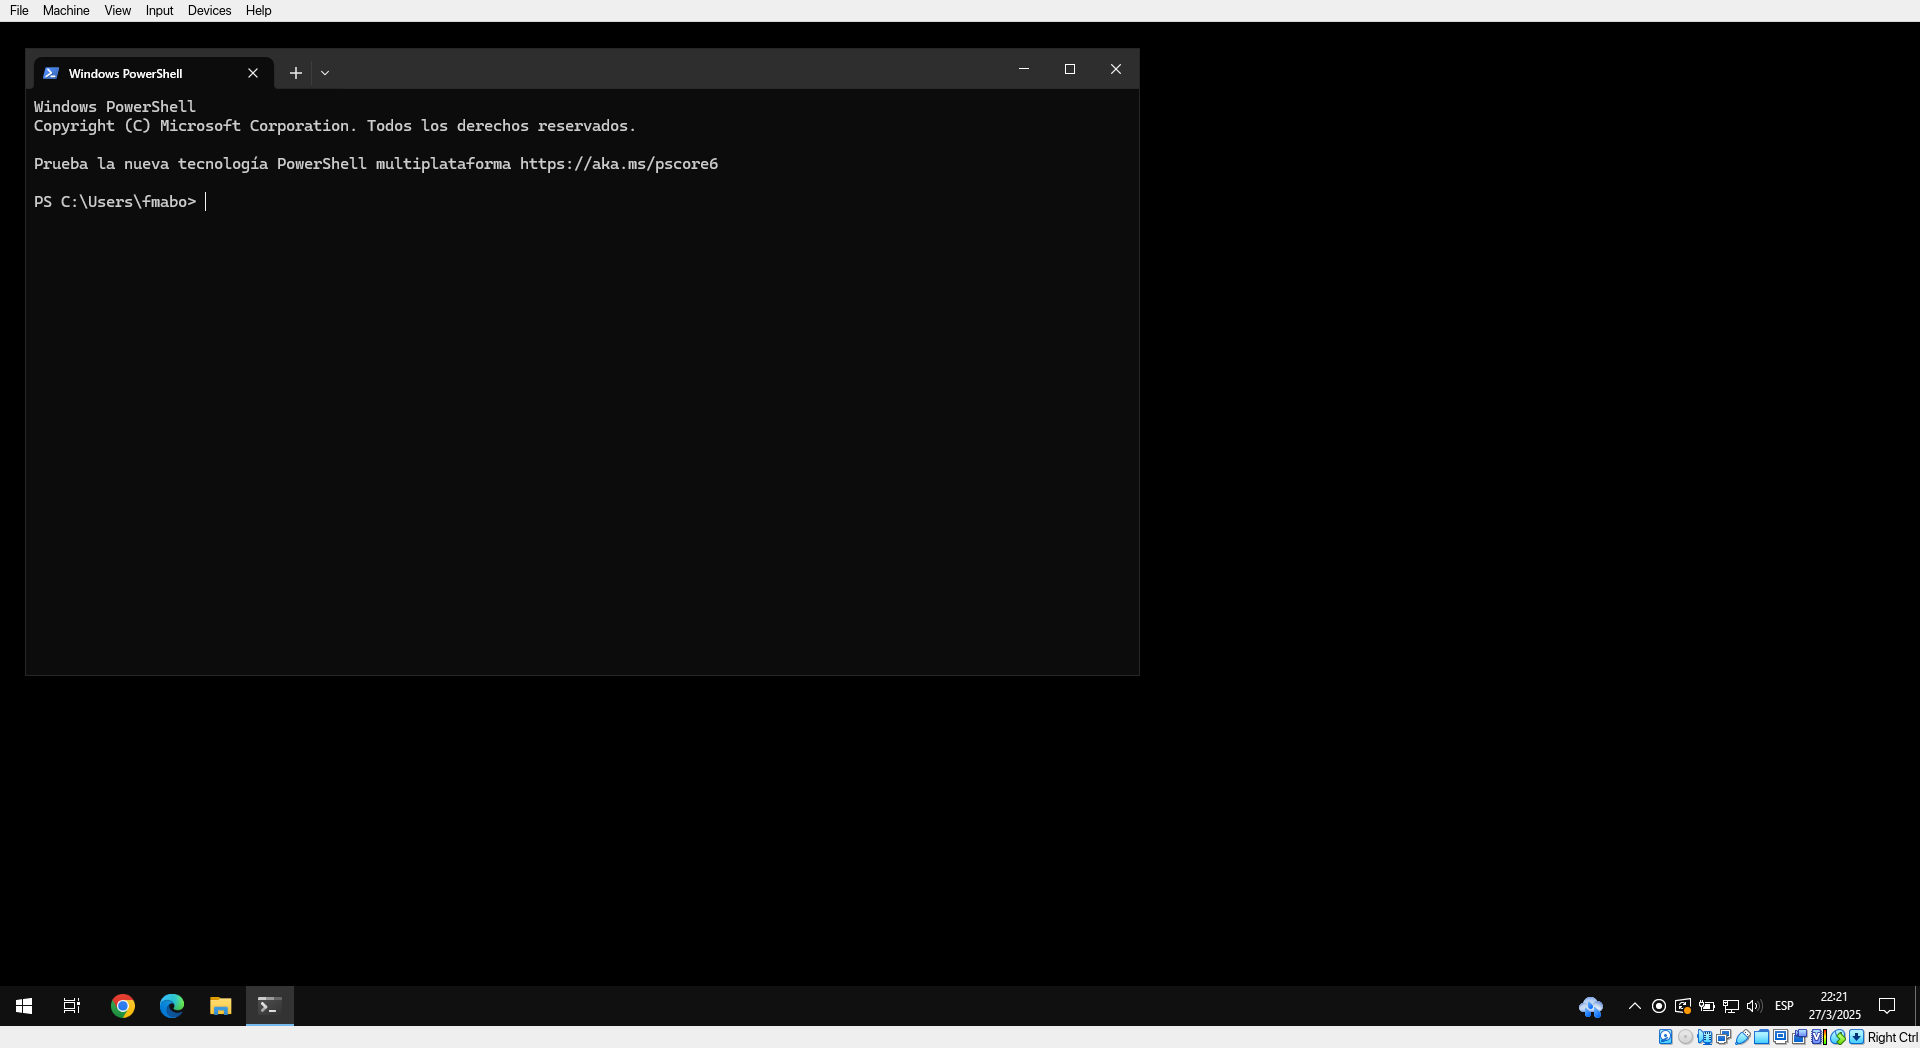 File Machine View Input Devices Help
Windows PowerShell
Windows PowerShell
Copyright (C) Microsoft Corporation. Todos los derechos reservados.
Prueba la nueva tecnología PowerShell multiplataforma https://aka.ms/pscore6
PS C:\Users\fmabo>
ESP
22:21
27/3/2025
Right Ctrl